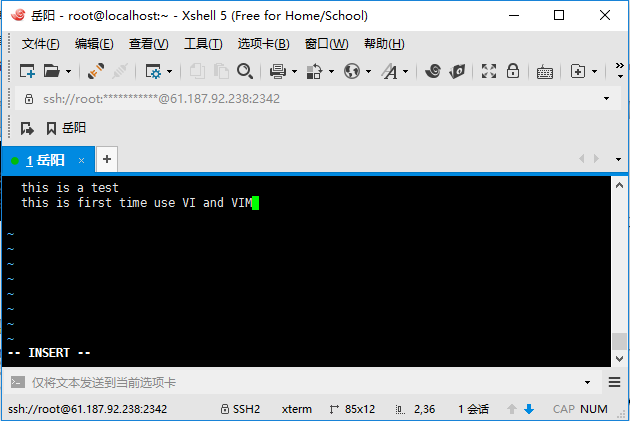 岳阳 - root@localhost:~ - Xshell 5 (Free for Home/School)
文件(F) 编辑(E) 查看(V) 工具(T) 选项卡(B) 窗口(W) 帮助(H)
ssh://root:***********@61.187.92.238:2342
岳阳
1 岳阳 × +
this is a test
this is first time use VI and VIM
~
~
~
~
~
~
~
~
-- INSERT --
仅将文本发送到当前选项卡
ssh://root@61.187.92.238:2342 SSH2 xterm 85x12 2,36 1 会话 CAP NUM